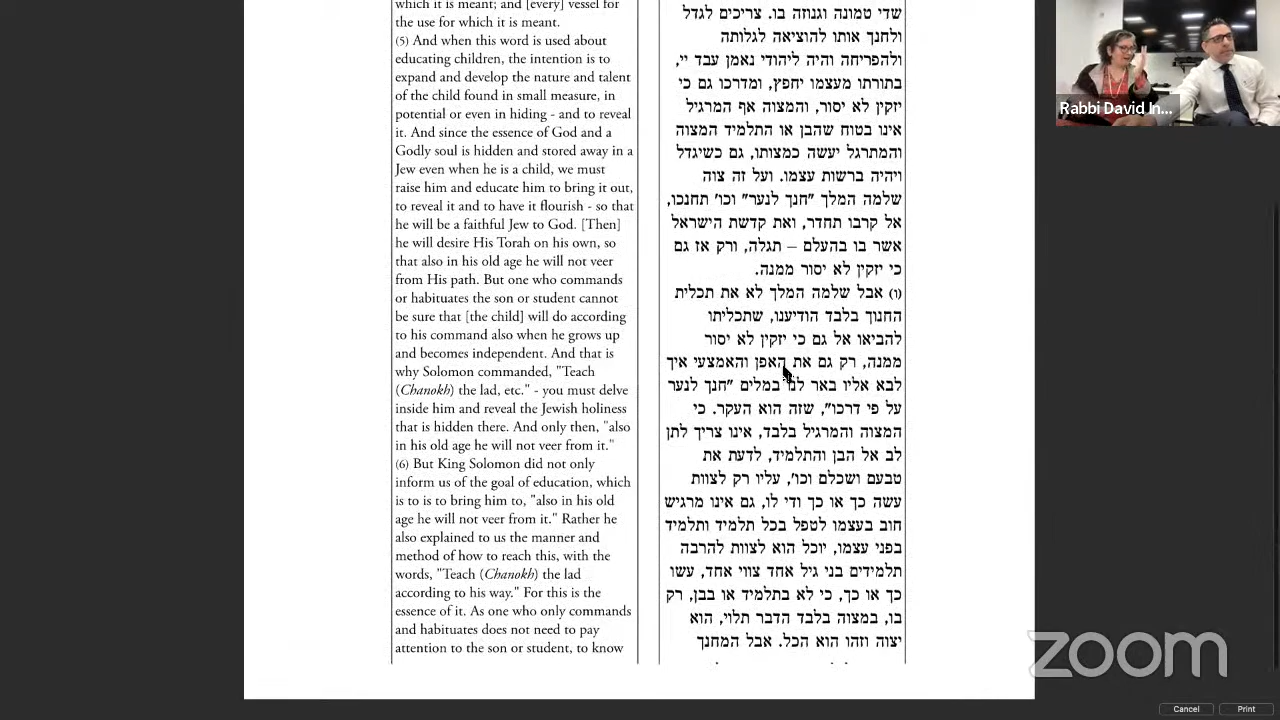 which it is meant; and [every] vessel for
the use for which it is meant.
(5) And when this word is used about
educating children, the intention is to
expand and develop the nature and talent
of the child found in small measure, in
potential or even in hiding - and to reveal
it. And since the essence of God and a
Godly soul is hidden and stored away in a
Jew even when he is a child, we must
raise him and educate him to bring it out,
to reveal it and to have it flourish - so that
he will be a faithful Jew to God. [Then]
he will desire His Torah on his own, so
that also in his old age he will not veer
from His path. But one who commands
or habituates the son or student cannot
be sure that [the child] will do according
to his command also when he grows up
and becomes independent. And that is
why Solomon commanded, "Teach
(Chanokh) the lad, etc." - you must delve
inside him and reveal the Jewish holiness
that is hidden there. And only then, "also
in his old age he will not veer from it."
(6) But King Solomon did not only
inform us of the goal of education, which
is to is to bring him to, "also in his old
age he will not veer from it." Rather he
also explained to us the manner and
method of how to reach this, with the
words, "Teach (Chanokh) the lad
according to his way." For this is the
essence of it. As one who only commands
and habituates does not need to pay
attention to the son or student, to know
שדי טמונה וגנוזה בו. צריכים לגדל
ולחנך אותו להוציאה לגלותה
ולהפריחה והיה ליהודי נאמן עבד יי,
בתורתו מעצמו יחפץ, ומדרכו גם כי
יזקין לא יסור, והמצוה אף המרגיל
אינו בטוח שהבן או התלמיד המצוה
והמתרגל יעשה כמצותו, גם כשיגדל
ויהיה ברשות עצמו. ועל זה צוה
שלמה המלך "חנך לנער" וכו' תחנכו,
אל קרבו תחדר, ואת קדשת הישראל
אשר בו בהעלם – תגלה, ורק אז גם
כי יזקין לא יסור ממנה.
(ו) אבל שלמה המלך לא את תכלית
החנוך בלבד הודיענו, שתכליתו
להביאו אל גם כי יזקין לא יסור
ממנה, רק גם את האפן והאמצעי איך
לבא אליו באר לנו במלים "חנך לנער
על פי דרכו", שזה הוא העקר. כי
המצוה והמרגיל בלבד, אינו צריך לתן
לב אל הבן והתלמיד, לדעת את
טבעם ושכלם וכו', עליו רק לצוות
עשה כך או כך ודי לו, גם אינו מרגיש
חוב בעצמו לטפל בכל תלמיד ותלמיד
בפני עצמו, יוכל הוא לצוות להרבה
תלמידים בני גיל אחד צווי אחד, עשו
כך או כך, כי לא בתלמיד או בבן, רק
בו, במצוה בלבד הדבר תלוי, הוא
יצוה וזהו הוא הכל. אבל המחנך
Rabbi David In...
zoom
Cancel
Print